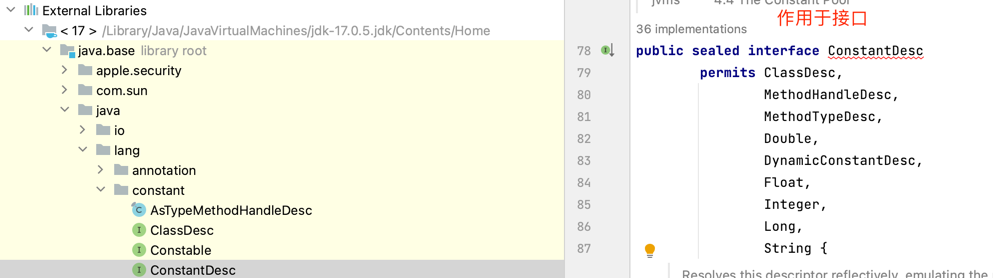 External Libraries
< 17 > /Library/Java/JavaVirtualMachines/jdk-17.0.5.jdk/Contents/Home
java.base library root
apple.security
com.sun
java
io
lang
annotation
constant
AsTypeMethodHandleDesc
ClassDesc
Constable
ConstantDesc
jvms 4.4 The Constant Pool
作用于接口
36 implementations
78 public sealed interface ConstantDesc
79 permits ClassDesc,
80 MethodHandleDesc,
81 MethodTypeDesc,
82 Double,
83 DynamicConstantDesc,
84 Float,
85 Integer,
86 Long,
87 String {
Resolves this descriptor reflectively, emulating the